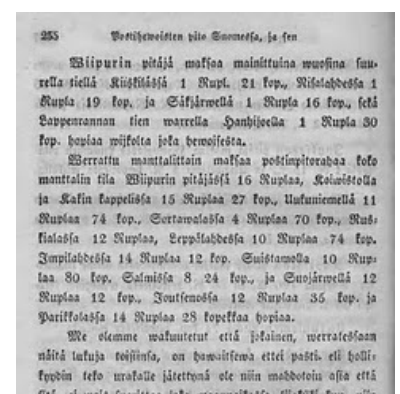 255 Postihewoisten pito Suomessa, ja sen
Wiipurin pitäjä maksaa mainittuina wuosina suu-
rella tiellä Kiiskilässä 1 Rupl. 21 kop., Nisalahdessa 1
Rupla 19 kop. ja Säkjärwellä 1 Rupla 16 kop., sekä
Lappenrannan tien warrella Hanhijoella 1 Rupla 30
kop. hopiaa wijkolta joka hewoisesta.
Werrattu manttalittain maksaa postinpitorahaa koko
manttalin tila Wiipurin pitäjässä 16 Ruplaa, Koiwistolla
ja Kakin kappelissa 15 Ruplaa 27 kop., Uukuniemellä 11
Ruplaa 74 kop., Sortawalassa 4 Ruplaa 70 kop., Rus-
kialassa 12 Ruplaa, Leppälahdessa 10 Ruplaa 74 kop.
Impilahdessa 14 Ruplaa 12 kop. Suistamolla 10 Rup-
laa 80 kop. Salmissa 8 24 kop., ja Suojärwellä 12
Ruplaa 12 kop., Joutsenossa 12 Ruplaa 35 kop. ja
Parikkalassa 14 Ruplaa 28 kopekkaa hopiaa.
Me olemme wakuutetut että jokainen, werratessaan
näitä lukuja toisiinsa, on hawaitsewa ettei pasti- eli holli-
kyydin teko urakalle jätettynä ole niin mahdotoin asia että